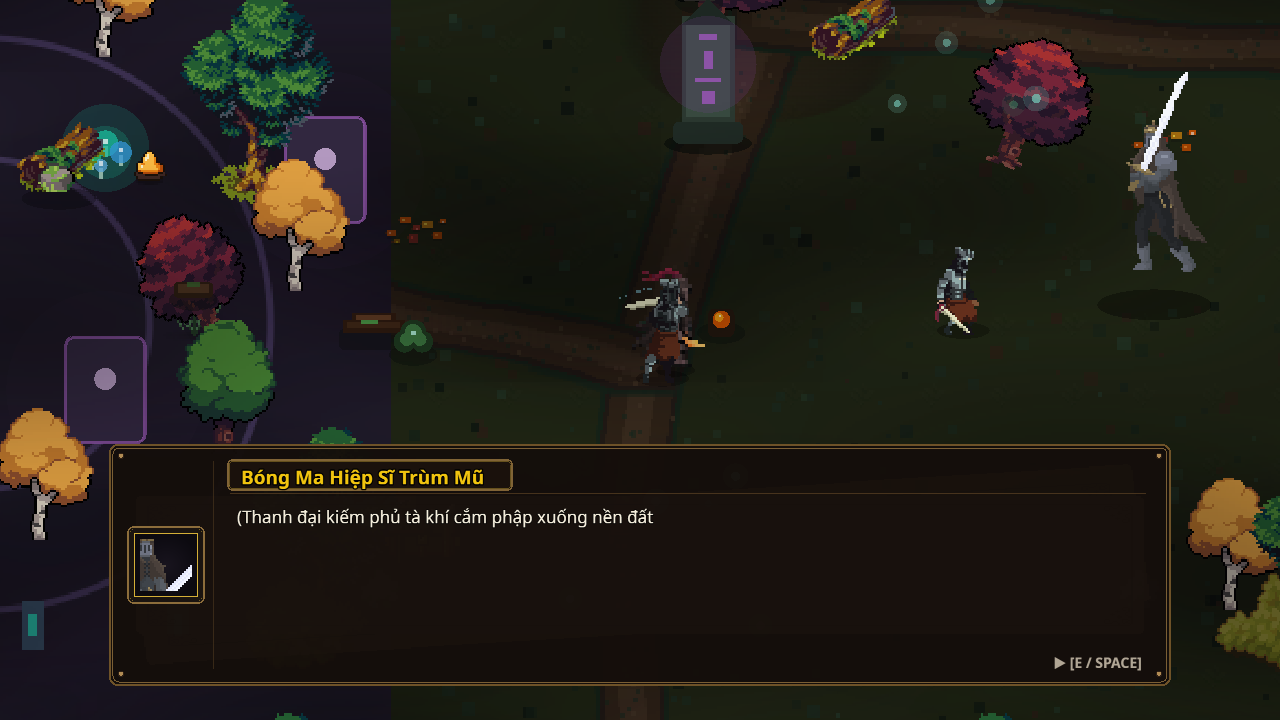 Bóng Ma Hiệp Sĩ Trùm Mũ
(Thanh đại kiếm phủ tà khí cắm phập xuống nền đất
▶ [E / SPACE]